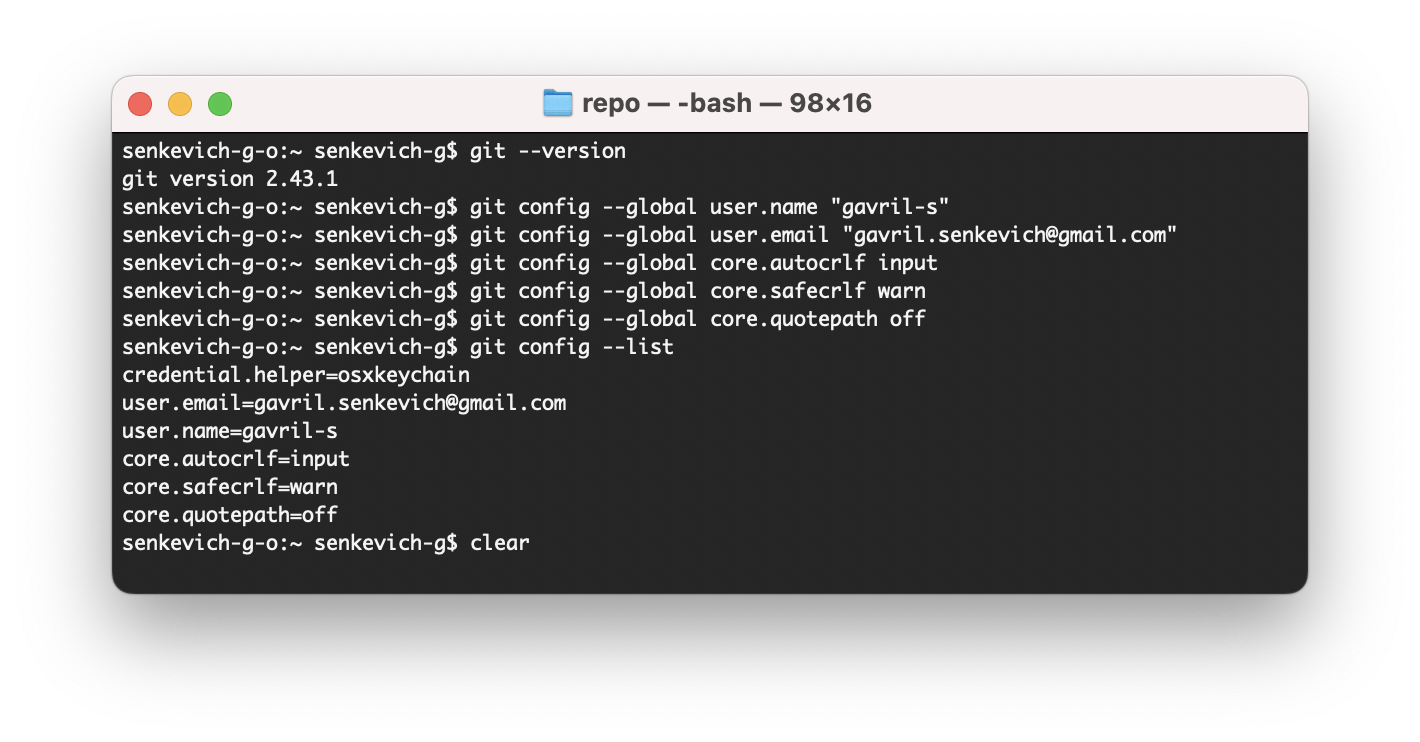 repo — -bash — 98×16
senkevich-g-o:~ senkevich-g$ git --version
git version 2.43.1
senkevich-g-o:~ senkevich-g$ git config --global user.name "gavril-s"
senkevich-g-o:~ senkevich-g$ git config --global user.email "gavril.senkevich@gmail.com"
senkevich-g-o:~ senkevich-g$ git config --global core.autocrlf input
senkevich-g-o:~ senkevich-g$ git config --global core.safecrlf warn
senkevich-g-o:~ senkevich-g$ git config --global core.quotepath off
senkevich-g-o:~ senkevich-g$ git config --list
credential.helper=osxkeychain
user.email=gavril.senkevich@gmail.com
user.name=gavril-s
core.autocrlf=input
core.safecrlf=warn
core.quotepath=off
senkevich-g-o:~ senkevich-g$ clear